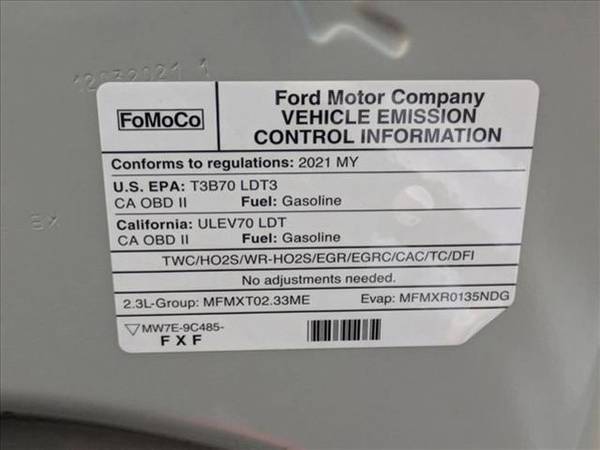 FoMoCo
Ford Motor Company
VEHICLE EMISSION
CONTROL INFORMATION
Conforms to regulations: 2021 MY
U.S. EPA: T3B70 LDT3
CA OBD II Fuel: Gasoline
California: ULEV70 LDT
CA OBD II Fuel: Gasoline
TWC/HO2S/WR-HO2S/EGR/EGRC/CAC/TC/DFI
No adjustments needed.
2.3L-Group: MFMXT02.33ME Evap: MFMXR0135NDG
MW7E-9C485-
F X F